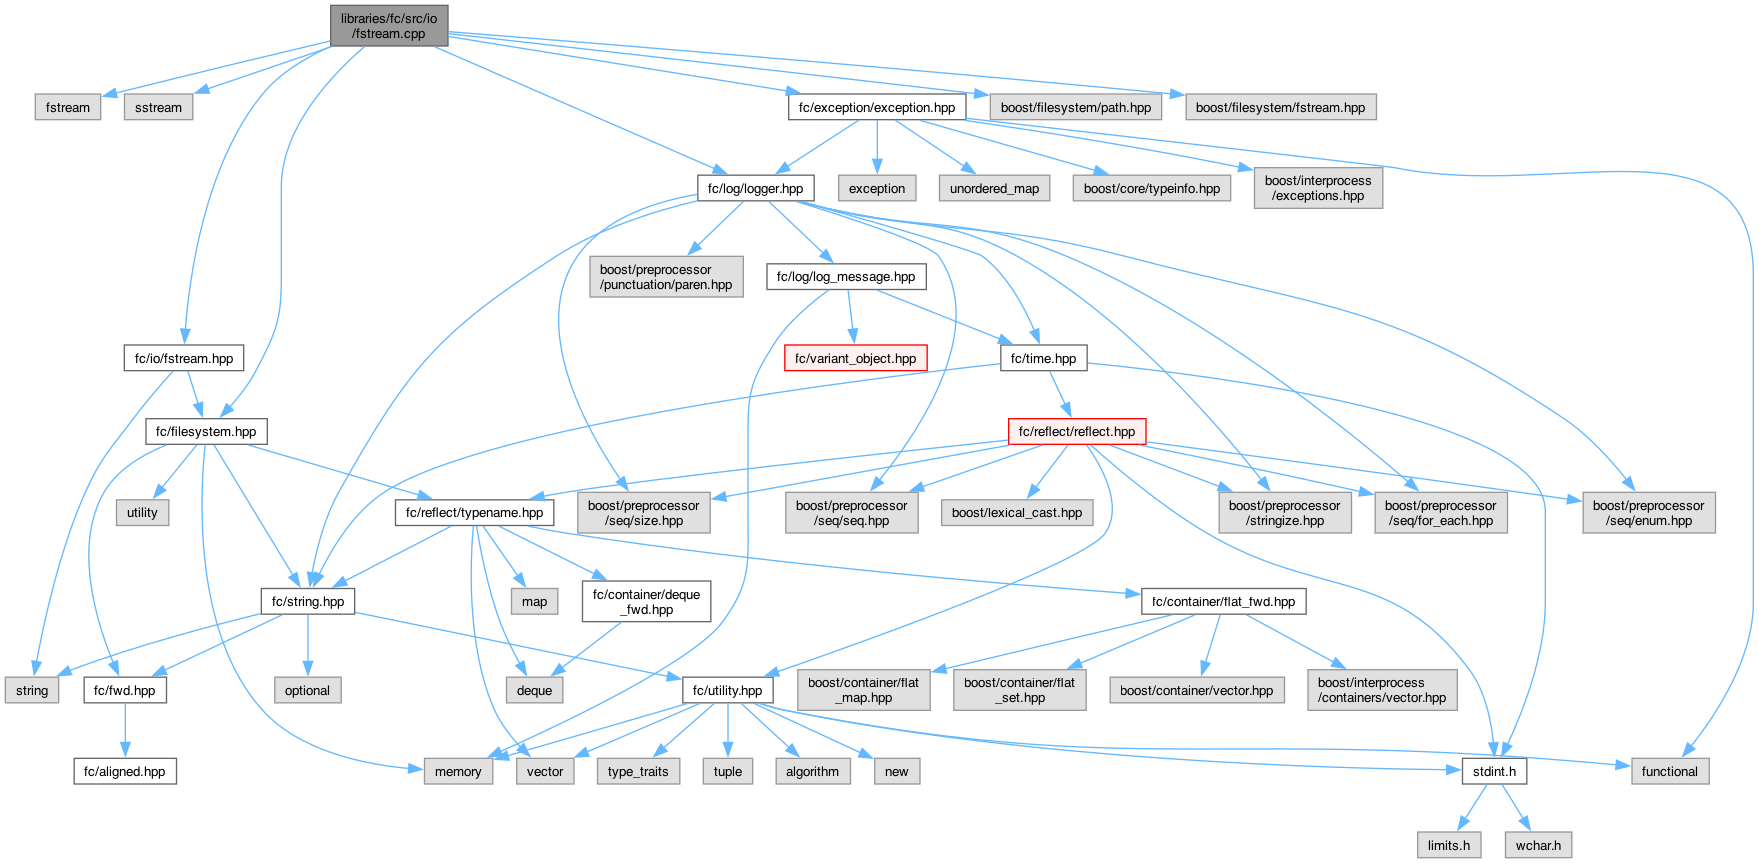 libraries/fc/src/io
/fstream.cpp
fstream
sstream
fc/exception/exception.hpp
boost/filesystem/path.hpp
boost/filesystem/fstream.hpp
fc/log/logger.hpp
exception
unordered_map
boost/core/typeinfo.hpp
boost/interprocess
/exceptions.hpp
boost/preprocessor
/punctuation/paren.hpp
fc/log/log_message.hpp
fc/io/fstream.hpp
fc/variant_object.hpp
fc/time.hpp
fc/filesystem.hpp
fc/reflect/reflect.hpp
utility
fc/reflect/typename.hpp
boost/preprocessor
/seq/size.hpp
boost/preprocessor
/seq/seq.hpp
boost/lexical_cast.hpp
boost/preprocessor
/stringize.hpp
boost/preprocessor
/seq/for_each.hpp
boost/preprocessor
/seq/enum.hpp
fc/string.hpp
map
fc/container/deque
_fwd.hpp
fc/container/flat_fwd.hpp
string
fc/fwd.hpp
optional
deque
fc/utility.hpp
boost/container/flat
_map.hpp
boost/container/flat
_set.hpp
boost/container/vector.hpp
boost/interprocess
/containers/vector.hpp
fc/aligned.hpp
memory
vector
type_traits
tuple
algorithm
new
stdint.h
functional
limits.h
wchar.h